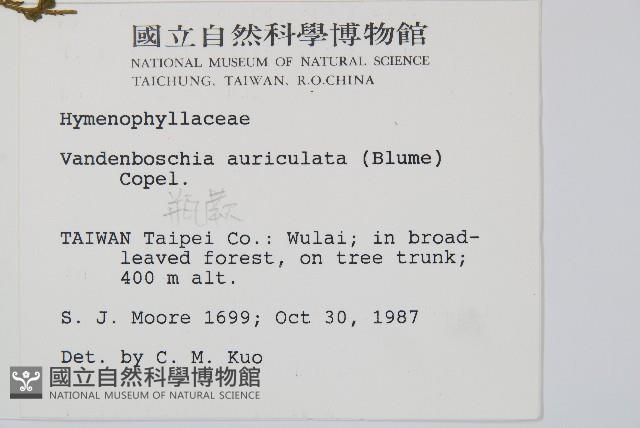 國立自然科學博物館
NATIONAL MUSEUM OF NATURAL SCIENCE
TAICHUNG, TAIWAN, R.O.CHINA
Hymenophyllaceae
Vandenboschia auriculata (Blume)
Copel.
瓶蕨
TAIWAN Taipei Co.: Wulai; in broad-
leaved forest, on tree trunk;
400 m alt.
S. J. Moore 1699; Oct 30, 1987
Det. by C. M. Kuo
國立自然科學博物館
NATIONAL MUSEUM OF NATURAL SCIENCE